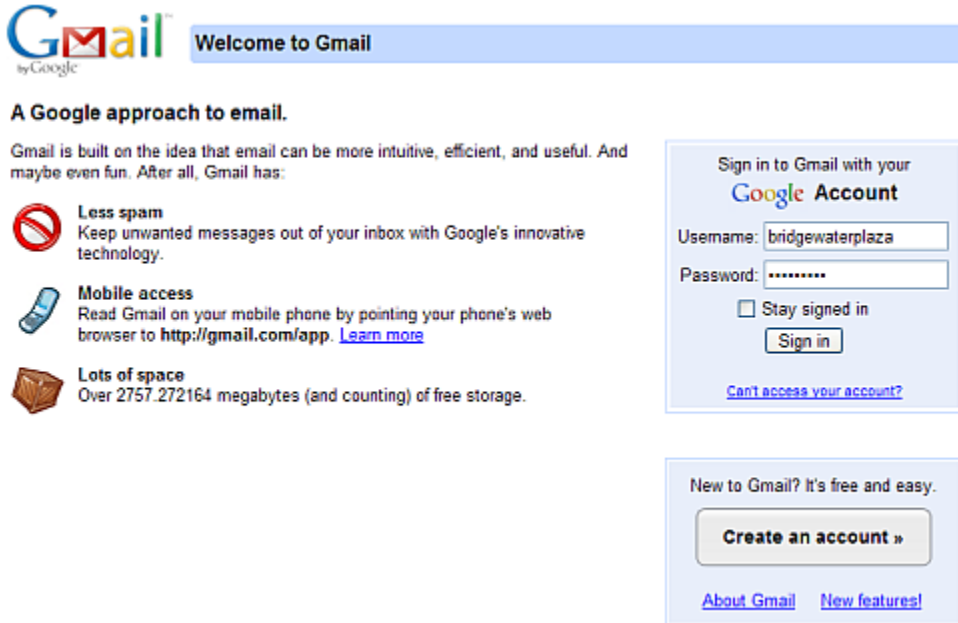 Gmail
by Google
Welcome to Gmail
A Google approach to email.
Gmail is built on the idea that email can be more intuitive, efficient, and useful. And
maybe even fun. After all, Gmail has:
Less spam
Keep unwanted messages out of your inbox with Google's innovative
technology.
Mobile access
Read Gmail on your mobile phone by pointing your phone's web
browser to http://gmail.com/app. Learn more
Lots of space
Over 2757.272164 megabytes (and counting) of free storage.
Sign in to Gmail with your
Google Account
Username: bridgewaterplaza
Password: •••••••••
Stay signed in
Sign in
Can't access your account?
New to Gmail? It's free and easy.
Create an account »
About Gmail New features!